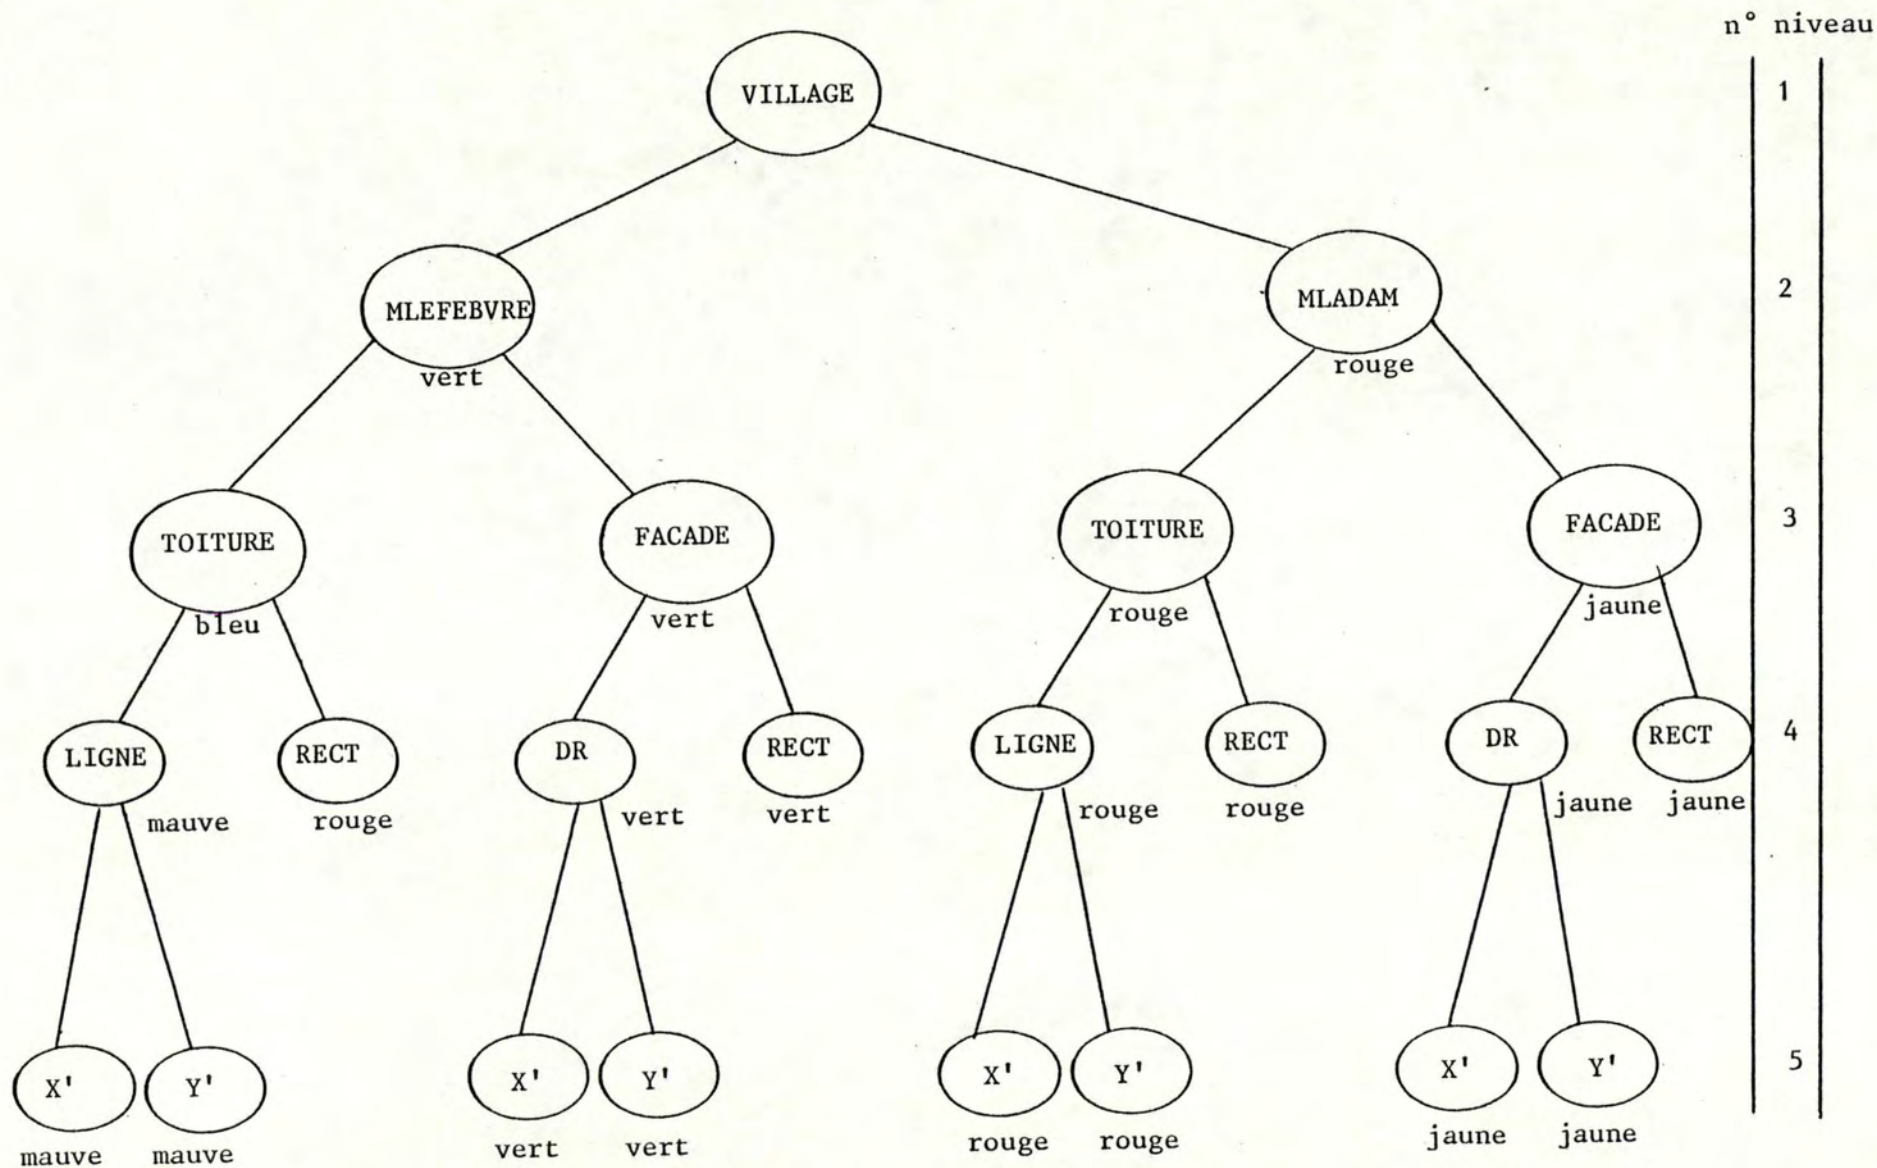 n° niveau
VILLAGE 1
MLEFEBVRE MLADAM 2
vert rouge
TOITURE FACADE TOITURE FACADE 3
bleu vert rouge jaune
LIGNE RECT DR RECT LIGNE RECT DR RECT 4
mauve rouge vert vert rouge rouge jaune jaune
X' Y' X' Y' X' Y' X' Y' 5
mauve mauve vert vert rouge rouge jaune jaune